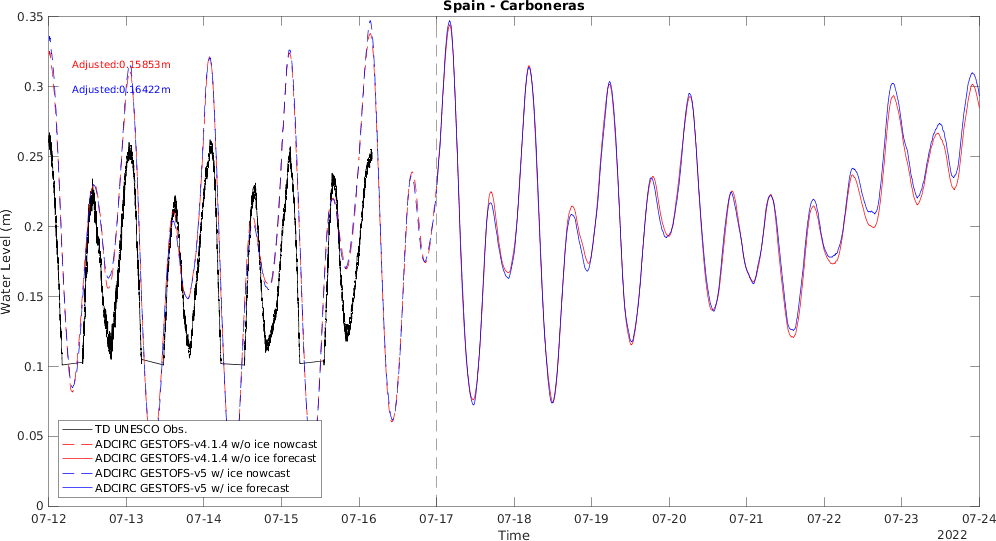 Spain - Carboneras
0.35
0.3
0.25
0.2
0.15
0.1
0.05
0
Water Level (m)
Adjusted:0.15853m
Adjusted:0.16422m
TD UNESCO Obs.
ADCIRC GESTOFS-v4.1.4 w/o ice nowcast
ADCIRC GESTOFS-v4.1.4 w/o ice forecast
ADCIRC GESTOFS-v5 w/ ice nowcast
ADCIRC GESTOFS-v5 w/ ice forecast
07-12 07-13 07-14 07-15 07-16 07-17 07-18 07-19 07-20 07-21 07-22 07-23 07-24
Time
2022